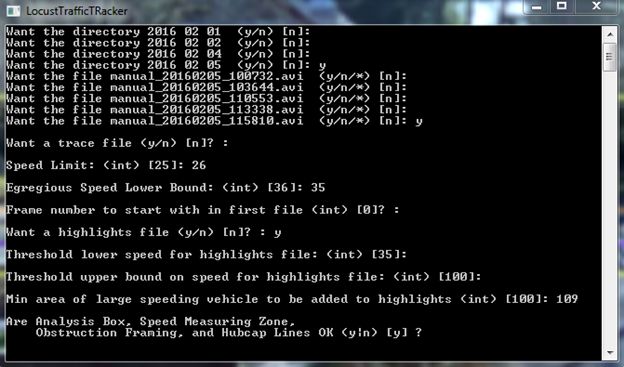 LocustTrafficTRacker
Want the directory 2016 02 01  (y/n) [n]:
Want the directory 2016 02 02  (y/n) [n]:
Want the directory 2016 02 04  (y/n) [n]:
Want the directory 2016 02 05  (y/n) [n]: y
Want the file manual_20160205_100732.avi  (y/n/*) [n]:
Want the file manual_20160205_103644.avi  (y/n/*) [n]:
Want the file manual_20160205_110553.avi  (y/n/*) [n]:
Want the file manual_20160205_113338.avi  (y/n/*) [n]:
Want the file manual_20160205_115810.avi  (y/n/*) [n]: y
Want a trace file (y/n) [n]? :
Speed Limit: (int) [25]: 26
Egregious Speed Lower Bound: (int) [36]: 35
Frame number to start with in first file (int) [0]? :
Want a highlights file (y/n) [n]? : y
Threshold lower speed for highlights file: (int) [35]:
Threshold upper bound on speed for highlights file: (int) [100]:
Min area of large speeding vehicle to be added to highlights (int) [100]: 109
Are Analysis Box, Speed Measuring Zone,
Obstruction Framing, and Hubcap Lines OK (y¦n) [y] ?